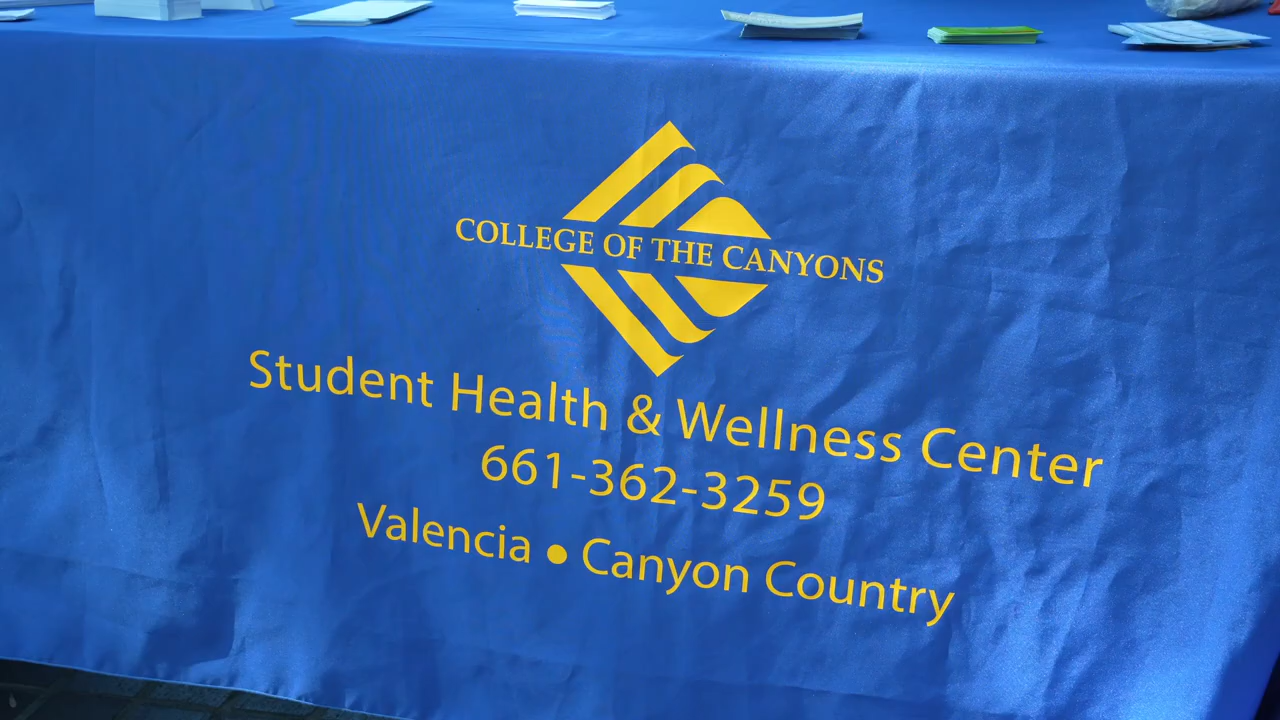 COLLEGE OF THE CANYONS
Student Health & Wellness Center
661-362-3259
Valencia • Canyon Country